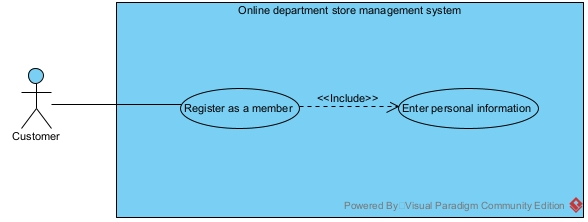 Online department store management system
<<Include>>
Register as a member
Enter personal information
Customer
Powered By Visual Paradigm Community Edition